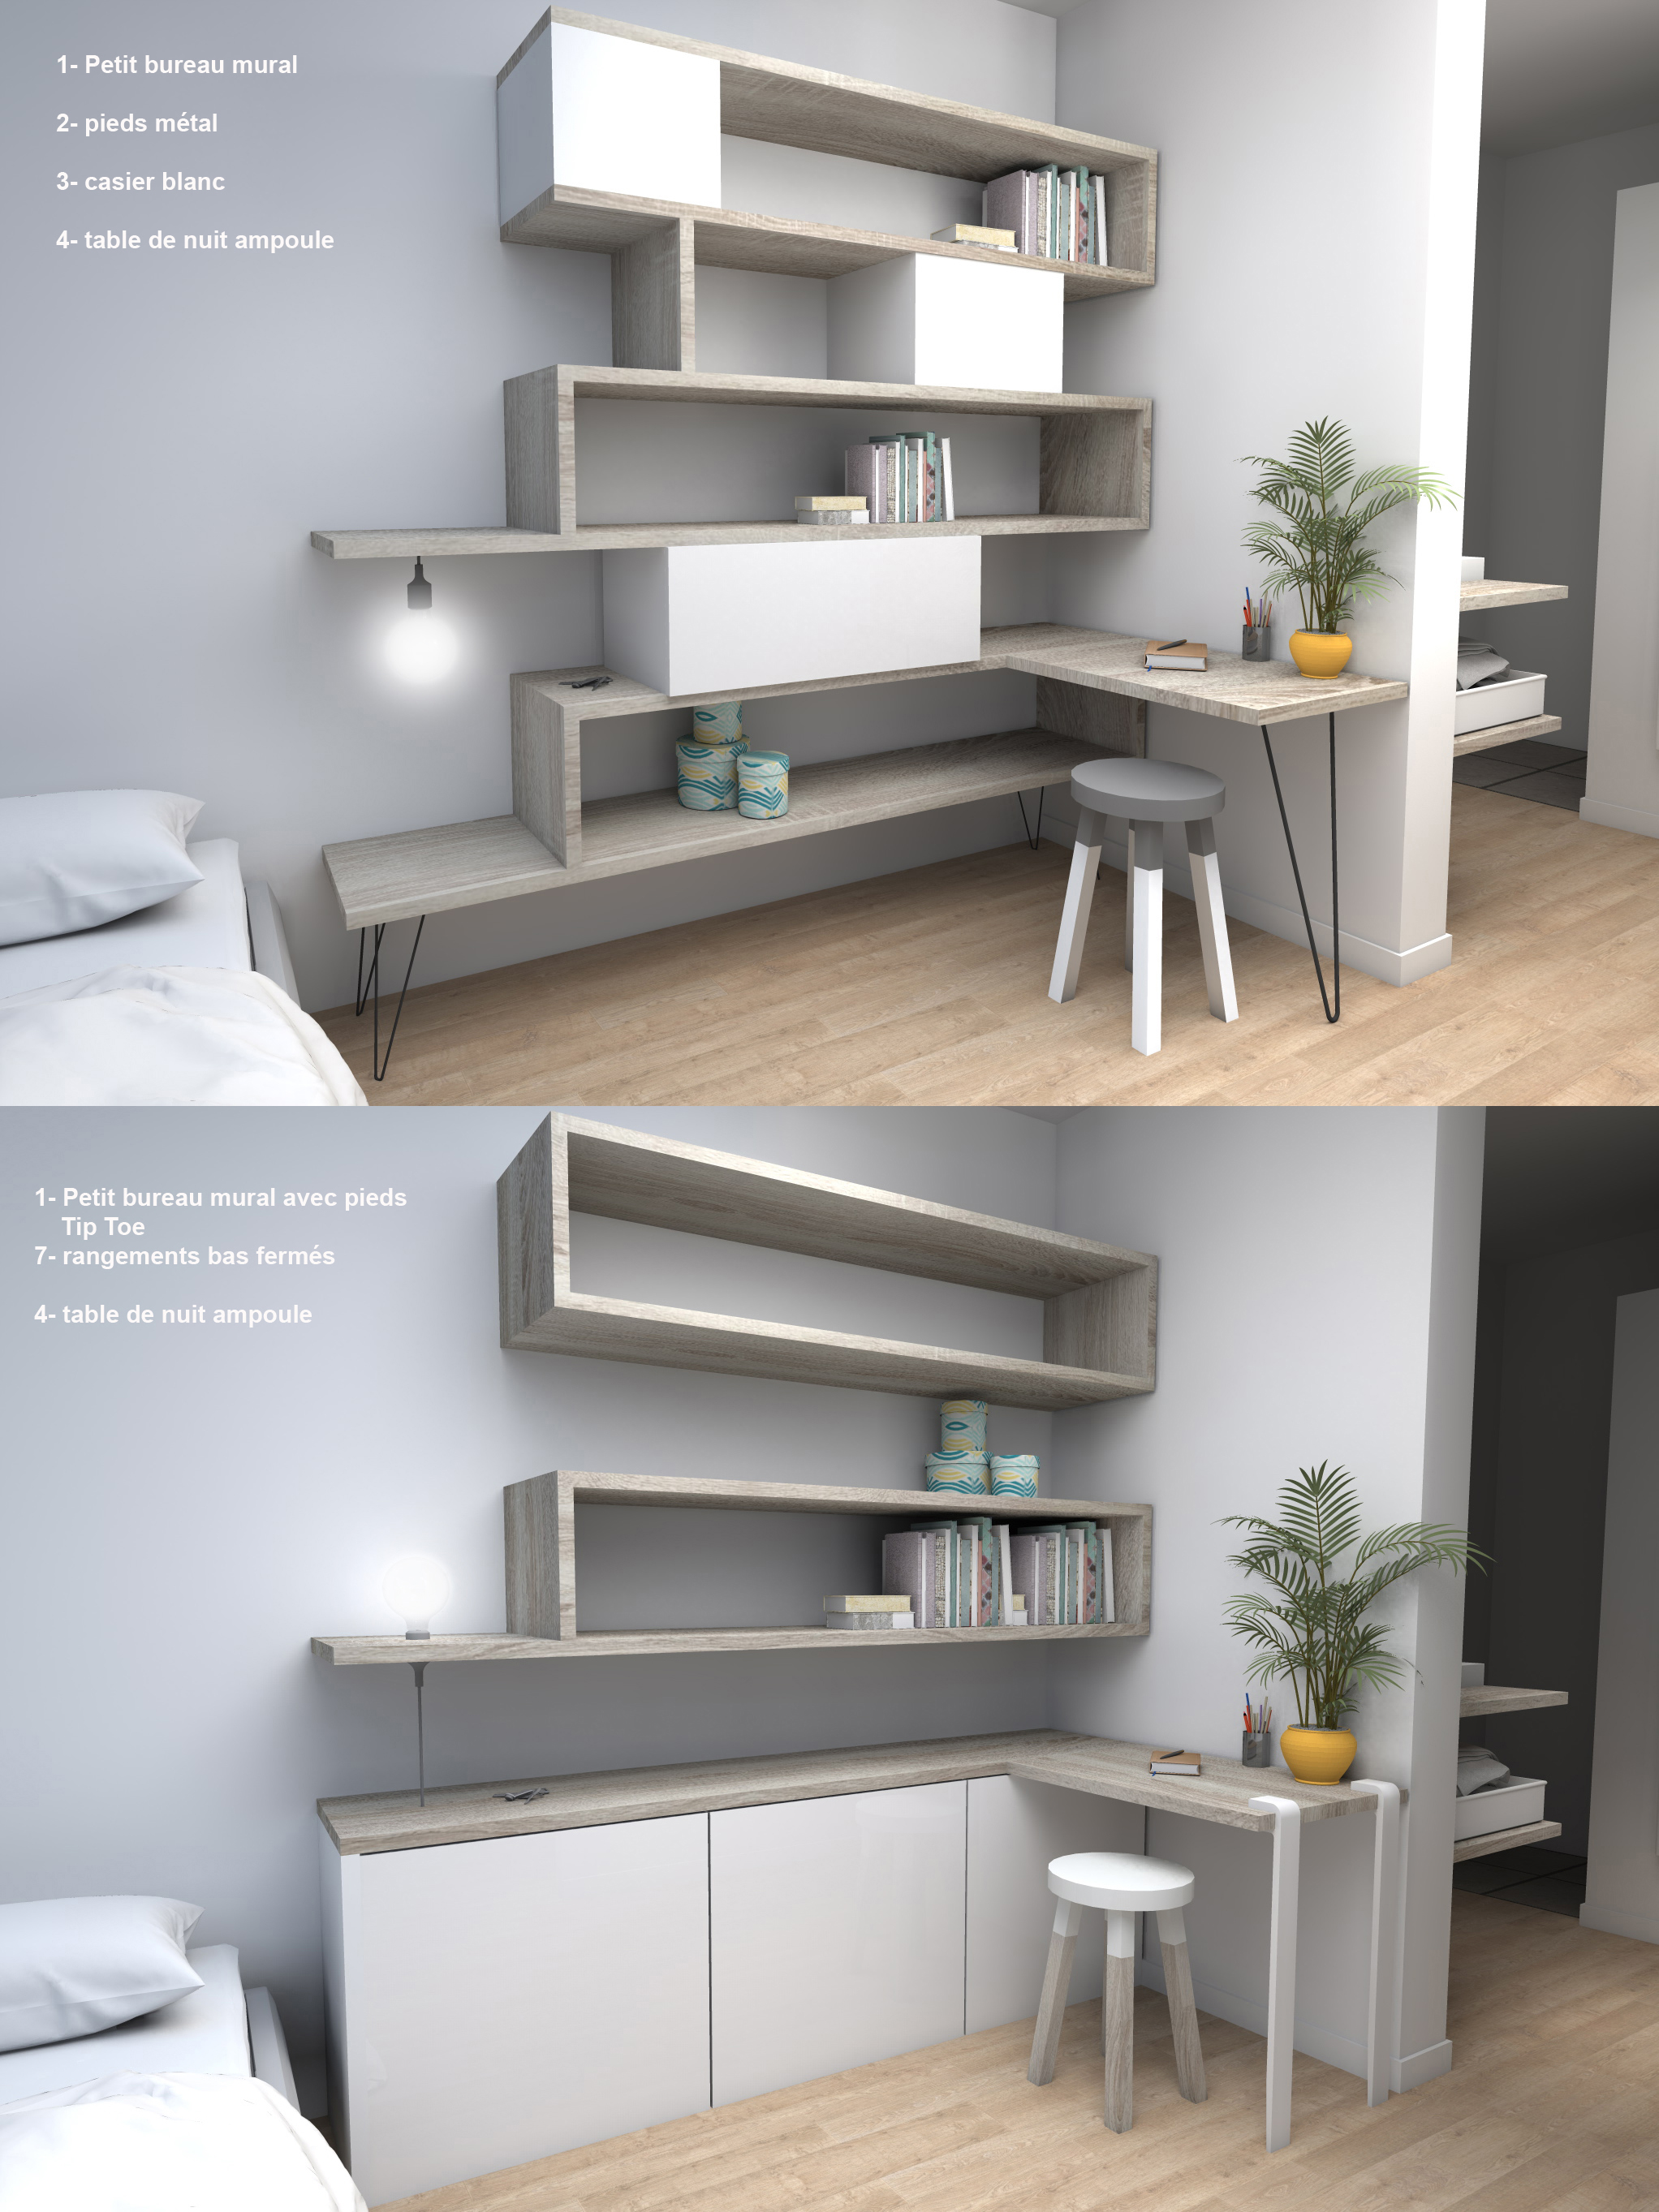 1- Petit bureau mural
2- pieds métal
3- casier blanc
4- table de nuit ampoule
1- Petit bureau mural avec pieds
Tip Toe
7- rangements bas fermés
4- table de nuit ampoule